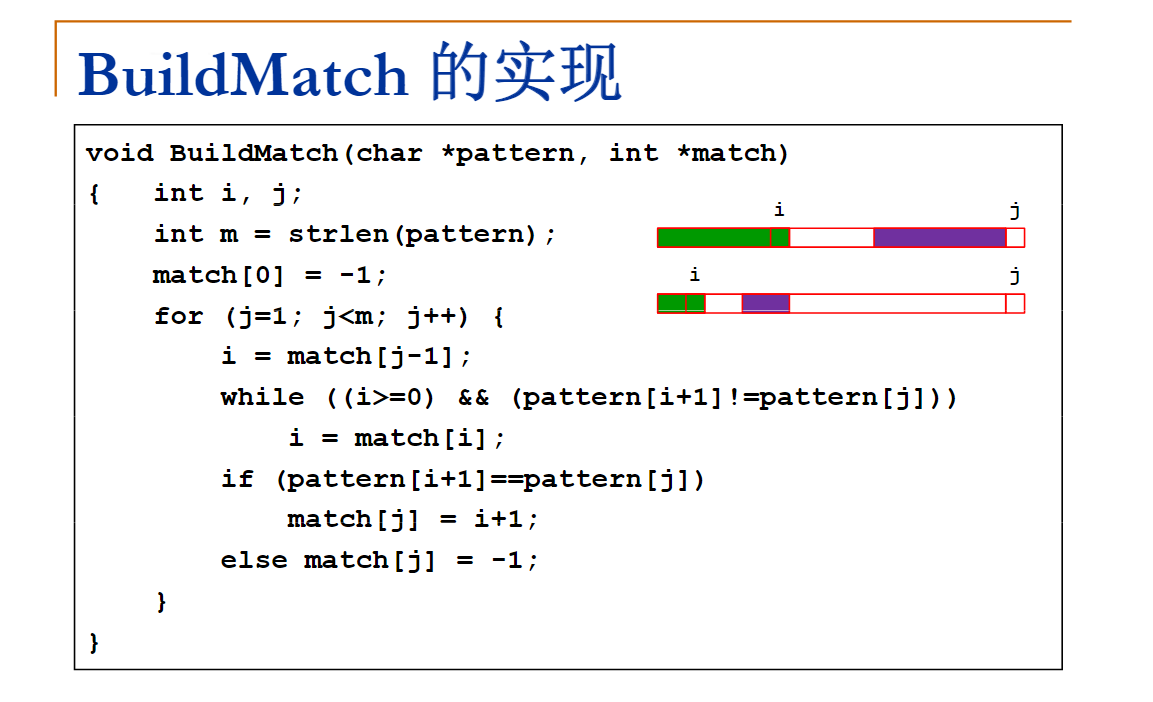 BuildMatch 的实现
void BuildMatch(char *pattern, int *match)
{ int i, j;
i j
int m = strlen(pattern);
match[0] = -1;
i j
for (j=1; j<m; j++) {
i = match[j-1];
while ((i>=0) && (pattern[i+1]!=pattern[j]))
i = match[i];
if (pattern[i+1]==pattern[j])
match[j] = i+1;
else match[j] = -1;
}
}